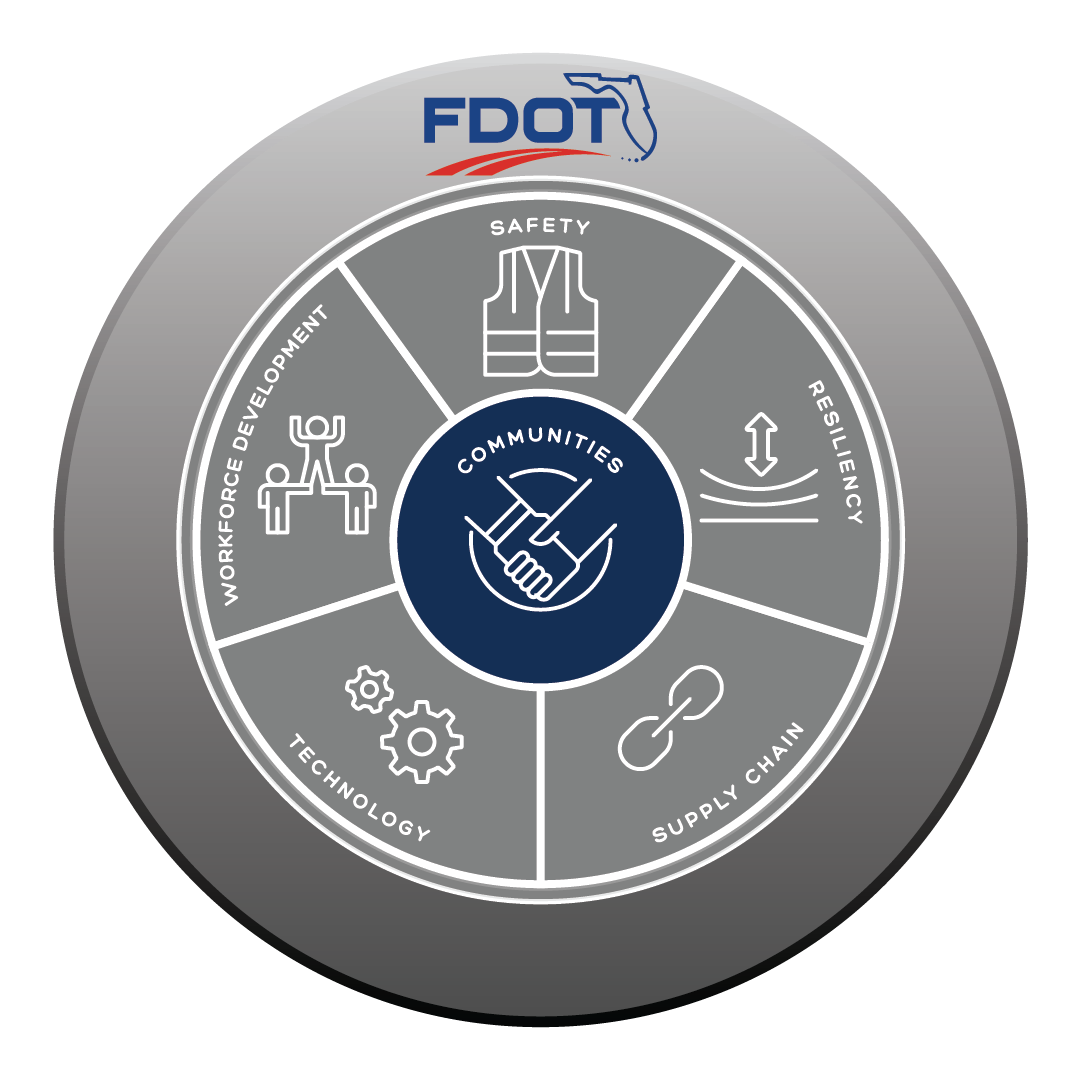 FDOT
SAFETY
WORKFORCE DEVELOPMENT
RESILIENCY
COMMUNITIES
TECHNOLOGY
SUPPLY CHAIN